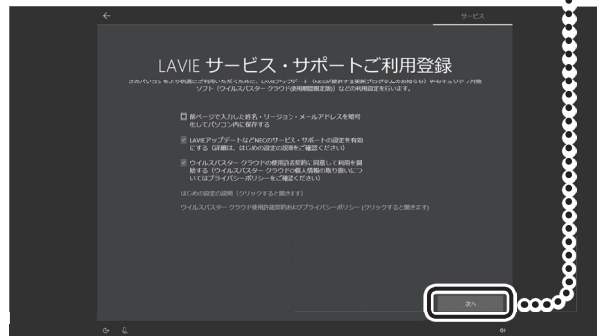 サービス
LAVIE サービス・サポートご利用登録
ソフト（ウイルスバスター クラウド使用期間限定版）などの利用設定を行います。
前ページで入力した姓名・リージョン・メールアドレスを暗号
化してパソコン内に保存する
LAVIEアップデートなどNECのサービス・サポートの設定を有効
にする（詳細は、はじめの設定の説明をご確認ください）
ウイルスバスター クラウドの使用許諾契約に同意して利用を開
始する（ウイルスバスター クラウドの個人情報の取り扱いにつ
いてはプライバシーポリシーをご確認ください）
はじめの設定の説明（クリックすると開きます）
ウイルスバスター クラウド使用許諾契約およびプライバシーポリシー（クリックすると開きます）
次へ